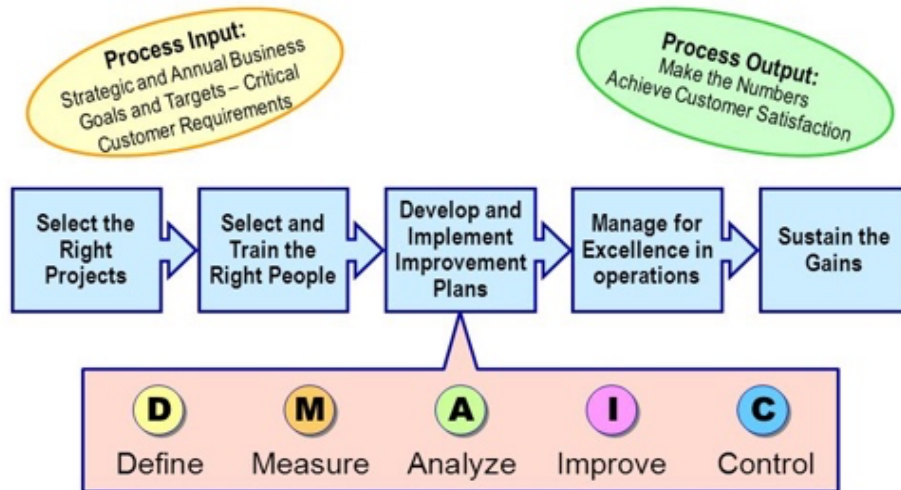 Process Input:
Strategic and Annual Business
Goals and Targets – Critical
Customer Requirements
Process Output:
Make the Numbers
Achieve Customer Satisfaction
Select the
Right
Projects
Select and
Train the
Right People
Develop and
Implement
Improvement
Plans
Manage for
Excellence in
operations
Sustain the
Gains
D
Define
M
Measure
A
Analyze
I
Improve
C
Control